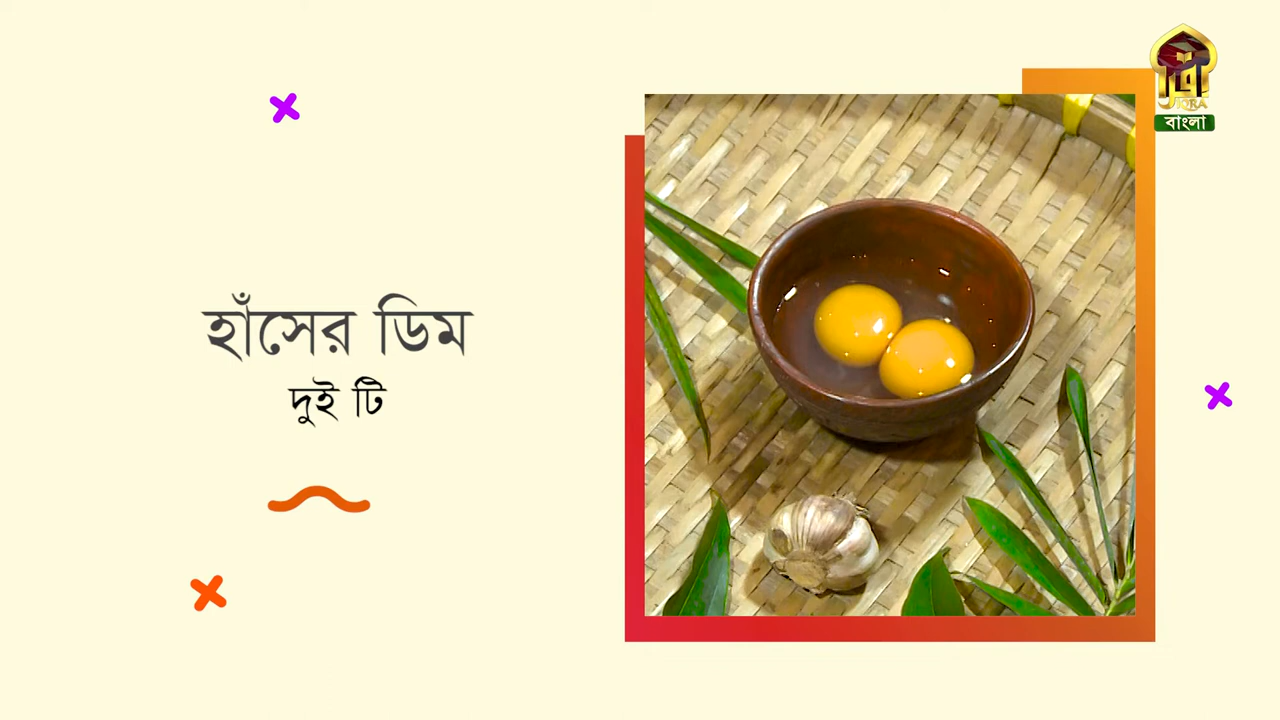 হাঁসের ডিম
দুই টি
বাংলা